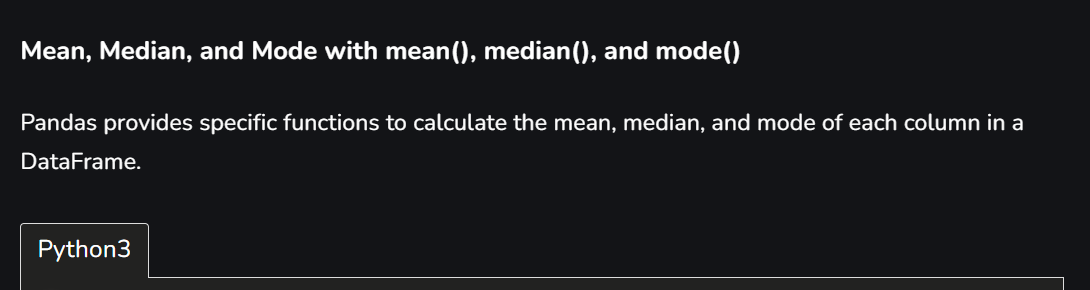 Mean, Median, and Mode with mean(), median(), and mode()
Pandas provides specific functions to calculate the mean, median, and mode of each column in a
DataFrame.
Python3